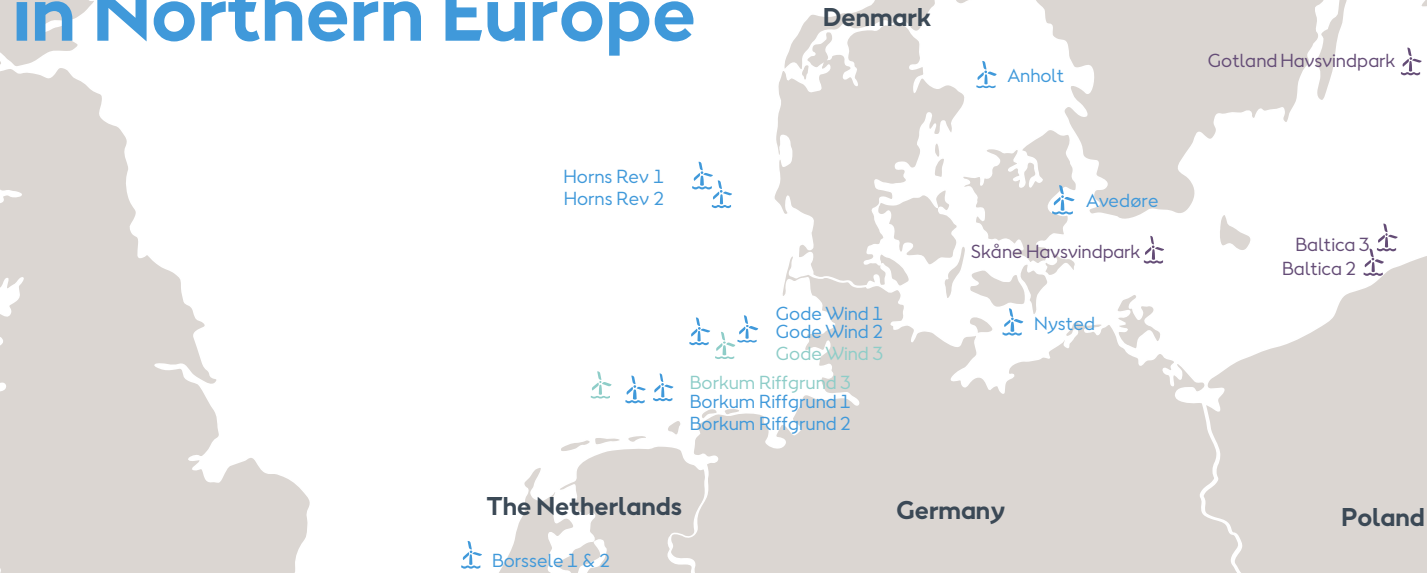 in Northern Europe
Denmark
Anholt
Gotland Havsvindpark
Horns Rev 1
Horns Rev 2
Avedøre
Skåne Havsvindpark
Baltica 3
Baltica 2
Gode Wind 1
Gode Wind 2
Gode Wind 3
Nysted
Borkum Riffgrund 3
Borkum Riffgrund 1
Borkum Riffgrund 2
The Netherlands
Germany
Poland
Borssele 1 & 2